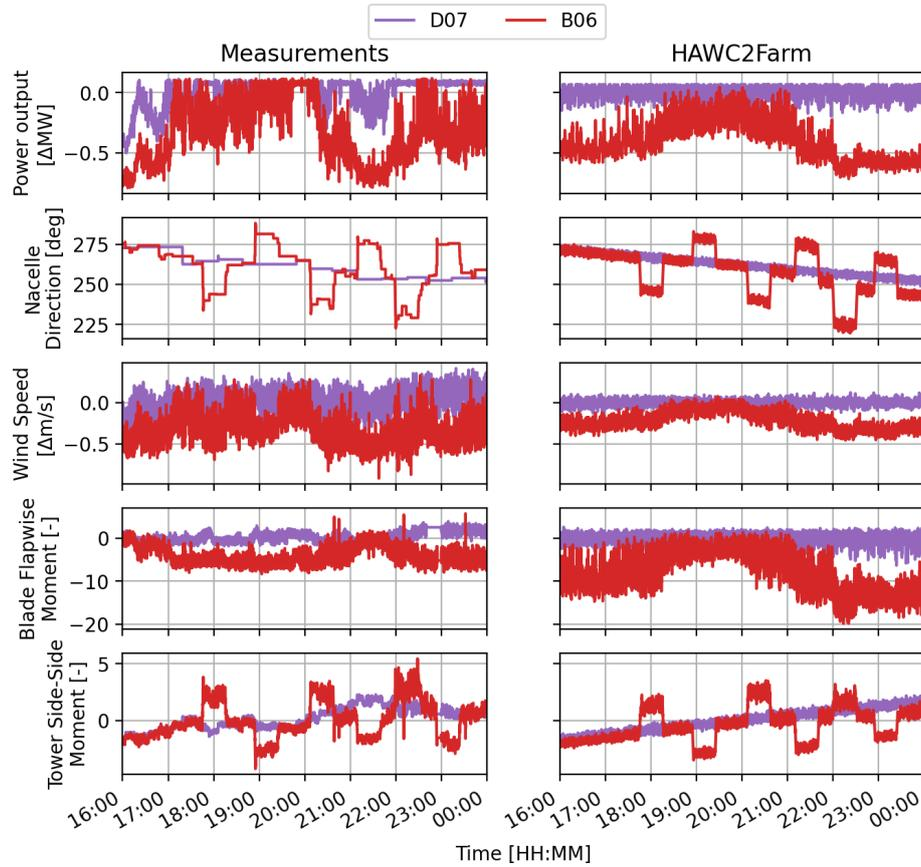 D07 B06
Measurements HAWC2Farm
Power output
[ΔMW]
0.0
−0.5
Nacelle
Direction [deg]
275
250
225
Wind Speed
[Δm/s]
0.0
−0.5
Blade Flapwise
Moment [-]
0
−10
−20
Tower Side-Side
Moment [-]
5
0
16:00 17:00 18:00 19:00 20:00 21:00 22:00 23:00 00:00 16:00 17:00 18:00 19:00 20:00 21:00 22:00 23:00 00:00
Time [HH:MM]